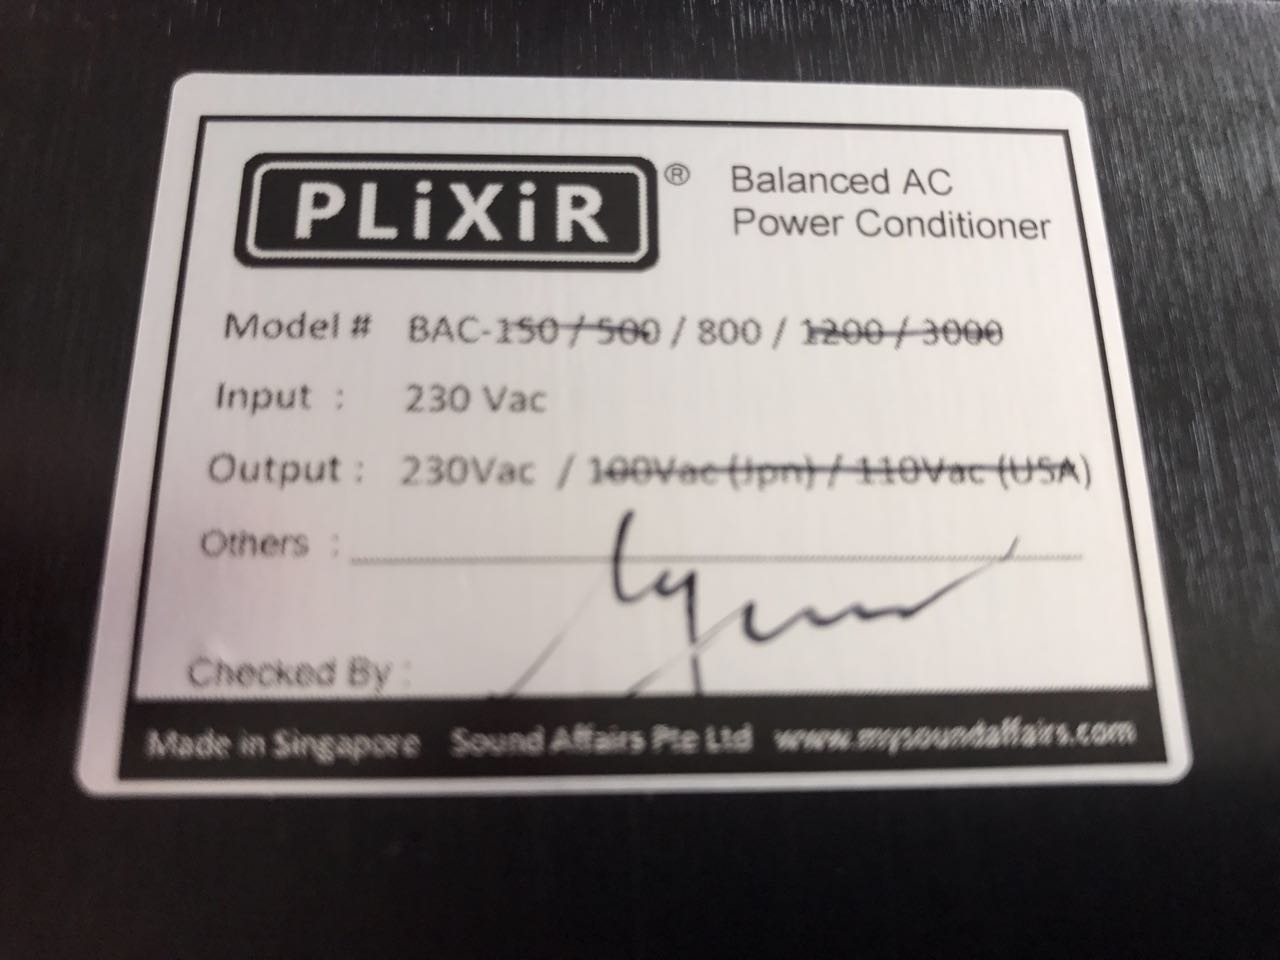 PLiXiR ®
Balanced AC
Power Conditioner
Model # BAC-150 / 500 / 800 / 1200 / 3000
Input : 230 Vac
Output : 230Vac / 100Vac (Jpn) / 110Vac (USA)
Others :
Checked By :
Made in Singapore Sound Affairs Pte Ltd www.mysoundaffairs.com